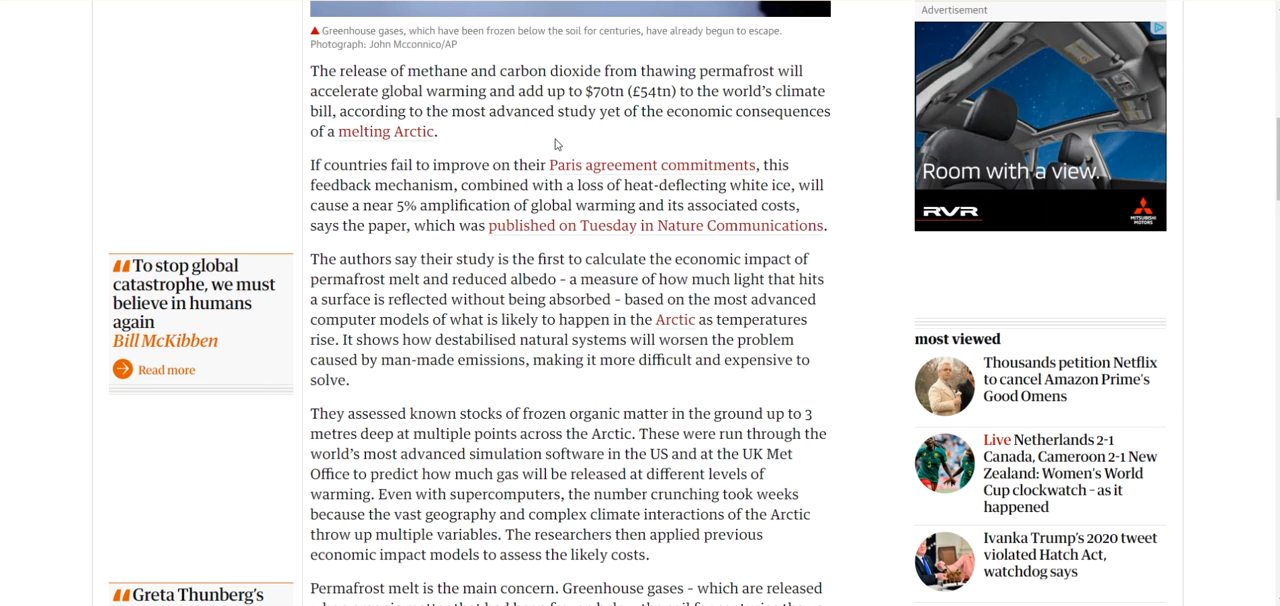 Greenhouse gases, which have been frozen below the soil for centuries, have already begun to escape.
Photograph: John Mcconnico/AP
The release of methane and carbon dioxide from thawing permafrost will
accelerate global warming and add up to $70tn (£54tn) to the world's climate
bill, according to the most advanced study yet of the economic consequences
of a melting Arctic.
If countries fail to improve on their Paris agreement commitments, this
feedback mechanism, combined with a loss of heat-deflecting white ice, will
cause a near 5% amplification of global warming and its associated costs,
says the paper, which was published on Tuesday in Nature Communications.
The authors say their study is the first to calculate the economic impact of
permafrost melt and reduced albedo – a measure of how much light that hits
a surface is reflected without being absorbed – based on the most advanced
computer models of what is likely to happen in the Arctic as temperatures
rise. It shows how destabilised natural systems will worsen the problem
caused by man-made emissions, making it more difficult and expensive to
solve.
They assessed known stocks of frozen organic matter in the ground up to 3
metres deep at multiple points across the Arctic. These were run through the
world's most advanced simulation software in the US and at the UK Met
Office to predict how much gas will be released at different levels of
warming. Even with supercomputers, the number crunching took weeks
because the vast geography and complex climate interactions of the Arctic
throw up multiple variables. The researchers then applied previous
economic impact models to assess the likely costs.
Permafrost melt is the main concern. Greenhouse gases – which are released
To stop global
catastrophe, we must
believe in humans
again
Bill McKibben
Read more
Greta Thunberg's
Advertisement
Room with a view.
RVR
MITSUBISHI
MOTORS
most viewed
Thousands petition Netflix
to cancel Amazon Prime's
Good Omens
Live Netherlands 2-1
Canada, Cameroon 2-1 New
Zealand: Women's World
Cup clockwatch – as it
happened
Ivanka Trump's 2020 tweet
violated Hatch Act,
watchdog says